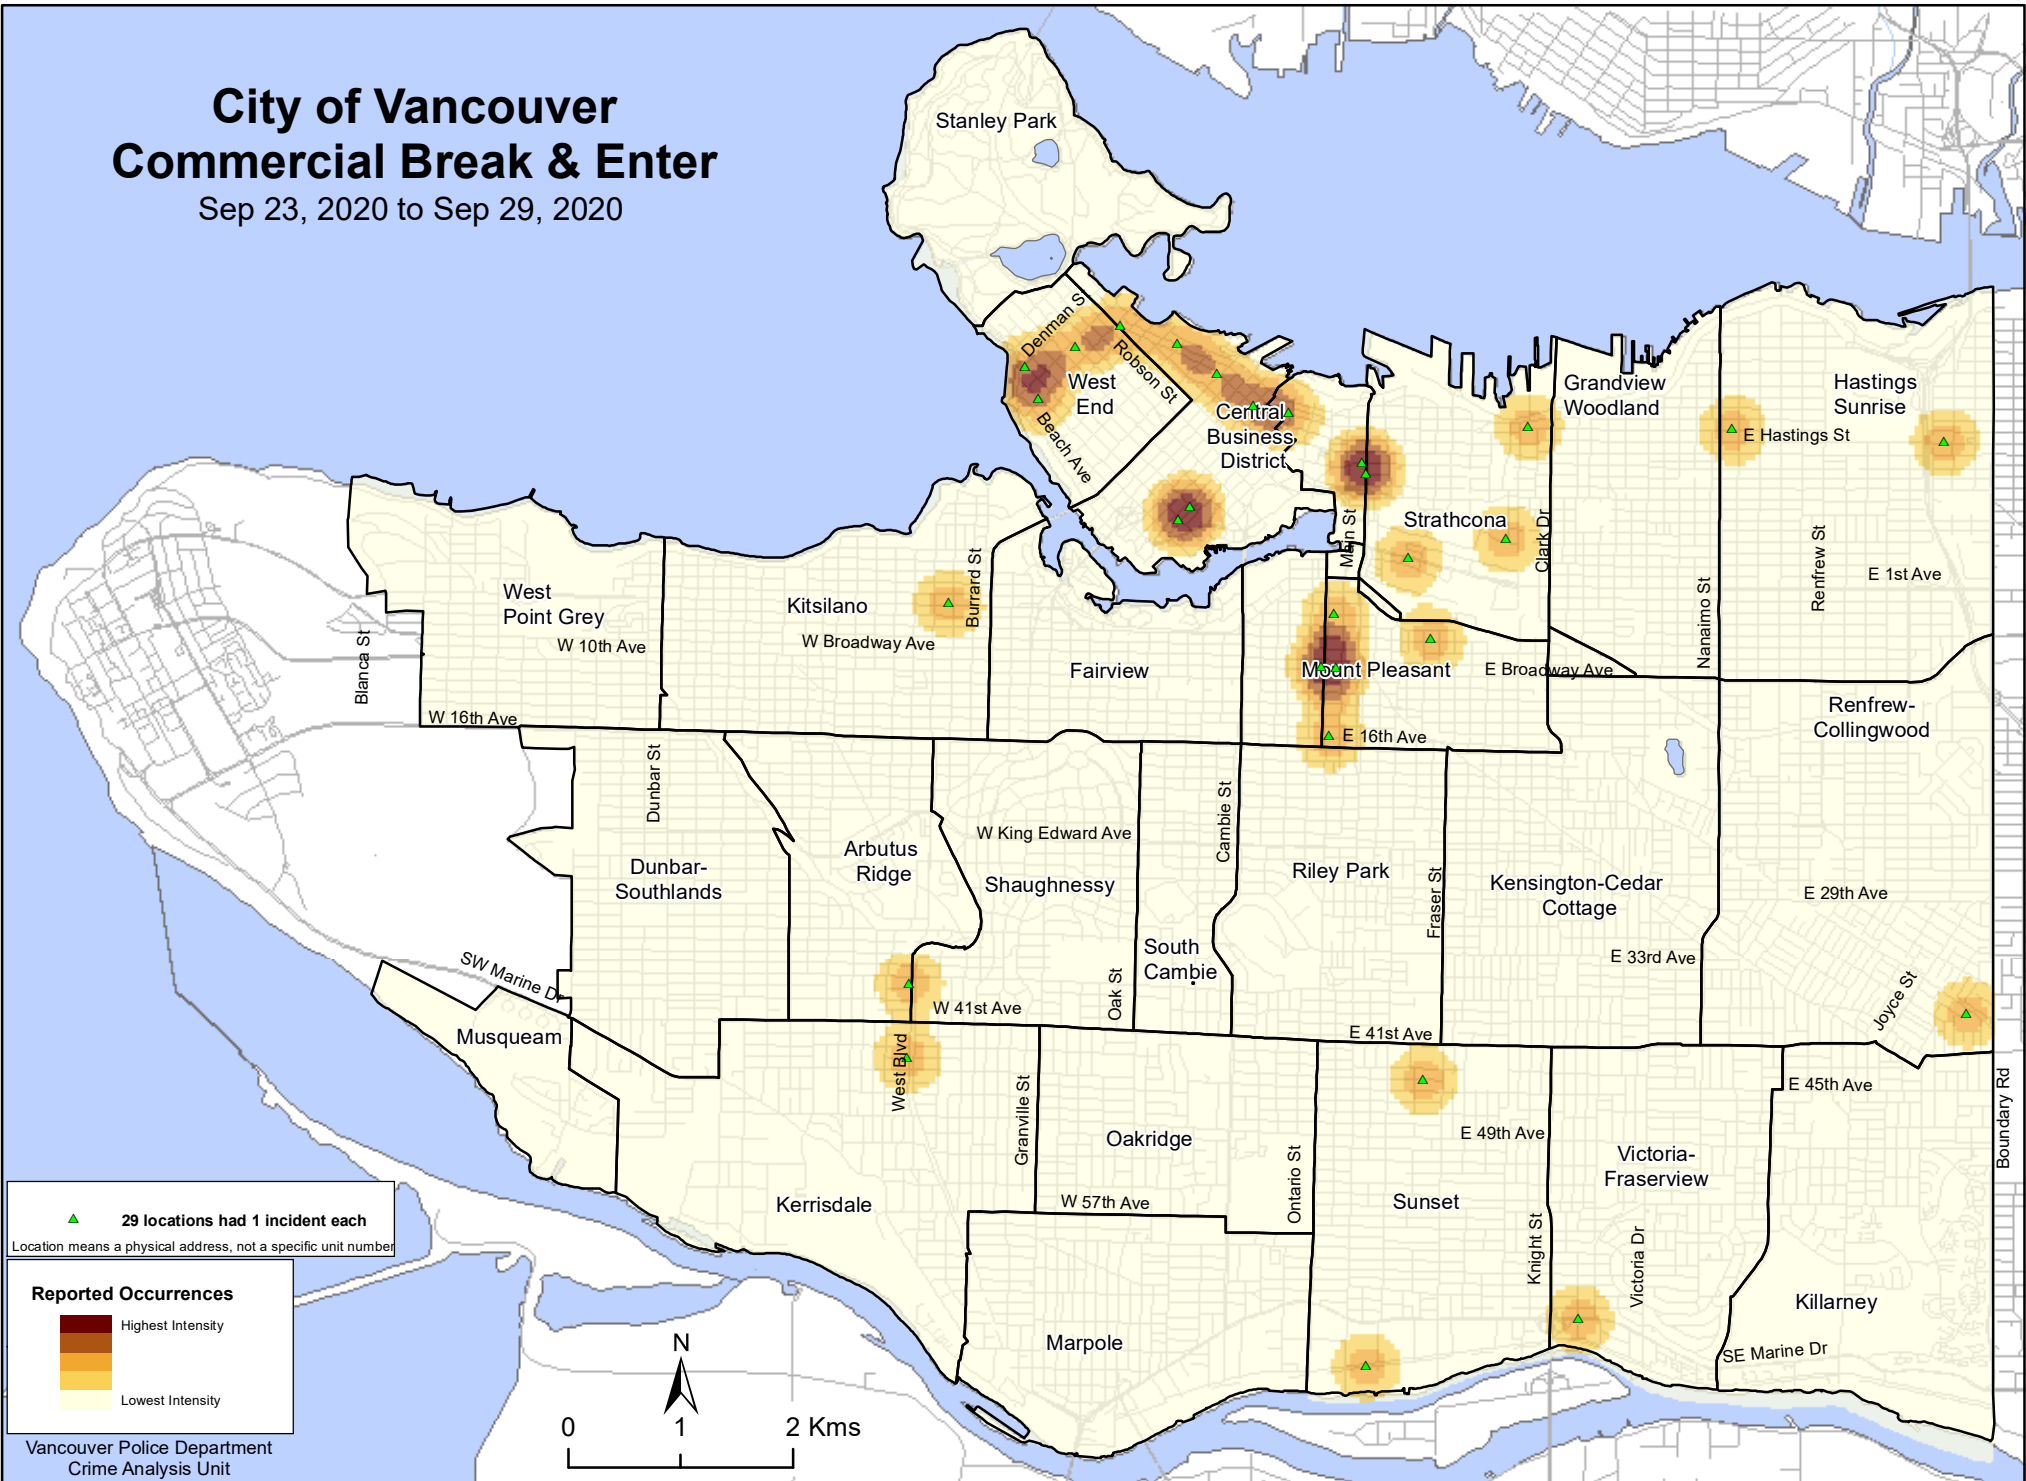 City of Vancouver
Commercial Break & Enter
Sep 23, 2020 to Sep 29, 2020
Stanley Park
Denman S
Robson St
West
End
Beach Ave
Central
Business
District
Grandview
Woodland
Hastings
Sunrise
E Hastings St
Strathcona
Main St
Clark Dr
Nanaimo St
Renfrew St
E 1st Ave
West
Point Grey
W 10th Ave
Blanca St
W 16th Ave
Kitsilano
W Broadway Ave
Burrard St
Fairview
Mount Pleasant
E Broadway Ave
E 16th Ave
Renfrew-
Collingwood
Dunbar St
Dunbar-
Southlands
Arbutus
Ridge
W King Edward Ave
Shaughnessy
Cambie St
South
Cambie
Oak St
Riley Park
Fraser St
Kensington-Cedar
Cottage
E 29th Ave
E 33rd Ave
Joyce St
SW Marine Dr
Musqueam
W 41st Ave
E 41st Ave
West Blvd
Granville St
Oakridge
Ontario St
E 49th Ave
E 45th Ave
Boundary Rd
Victoria-
Fraserview
Kerrisdale
W 57th Ave
Sunset
Knight St
Victoria Dr
Killarney
SE Marine Dr
Marpole
29 locations had 1 incident each
Location means a physical address, not a specific unit number
Reported Occurrences
Highest Intensity
Lowest Intensity
Vancouver Police Department
Crime Analysis Unit
N
0 1 2 Kms